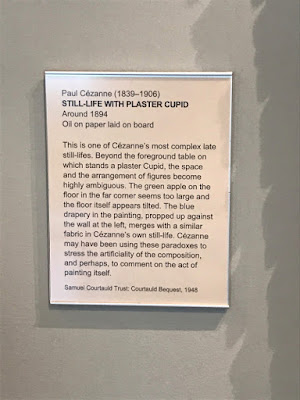 Paul Cézanne (1839–1906)
STILL-LIFE WITH PLASTER CUPID
Around 1894
Oil on paper laid on board
This is one of Cézanne's most complex late
still-lifes. Beyond the foreground table on
which stands a plaster Cupid, the space
and the arrangement of figures become
highly ambiguous. The green apple on the
floor in the far corner seems too large and
the floor itself appears tilted. The blue
drapery in the painting, propped up against
the wall at the left, merges with a similar
fabric in Cézanne's own still-life. Cézanne
may have been using these paradoxes to
stress the artificiality of the composition,
and perhaps, to comment on the act of
painting itself.
Samuel Courtauld Trust: Courtauld Bequest, 1948